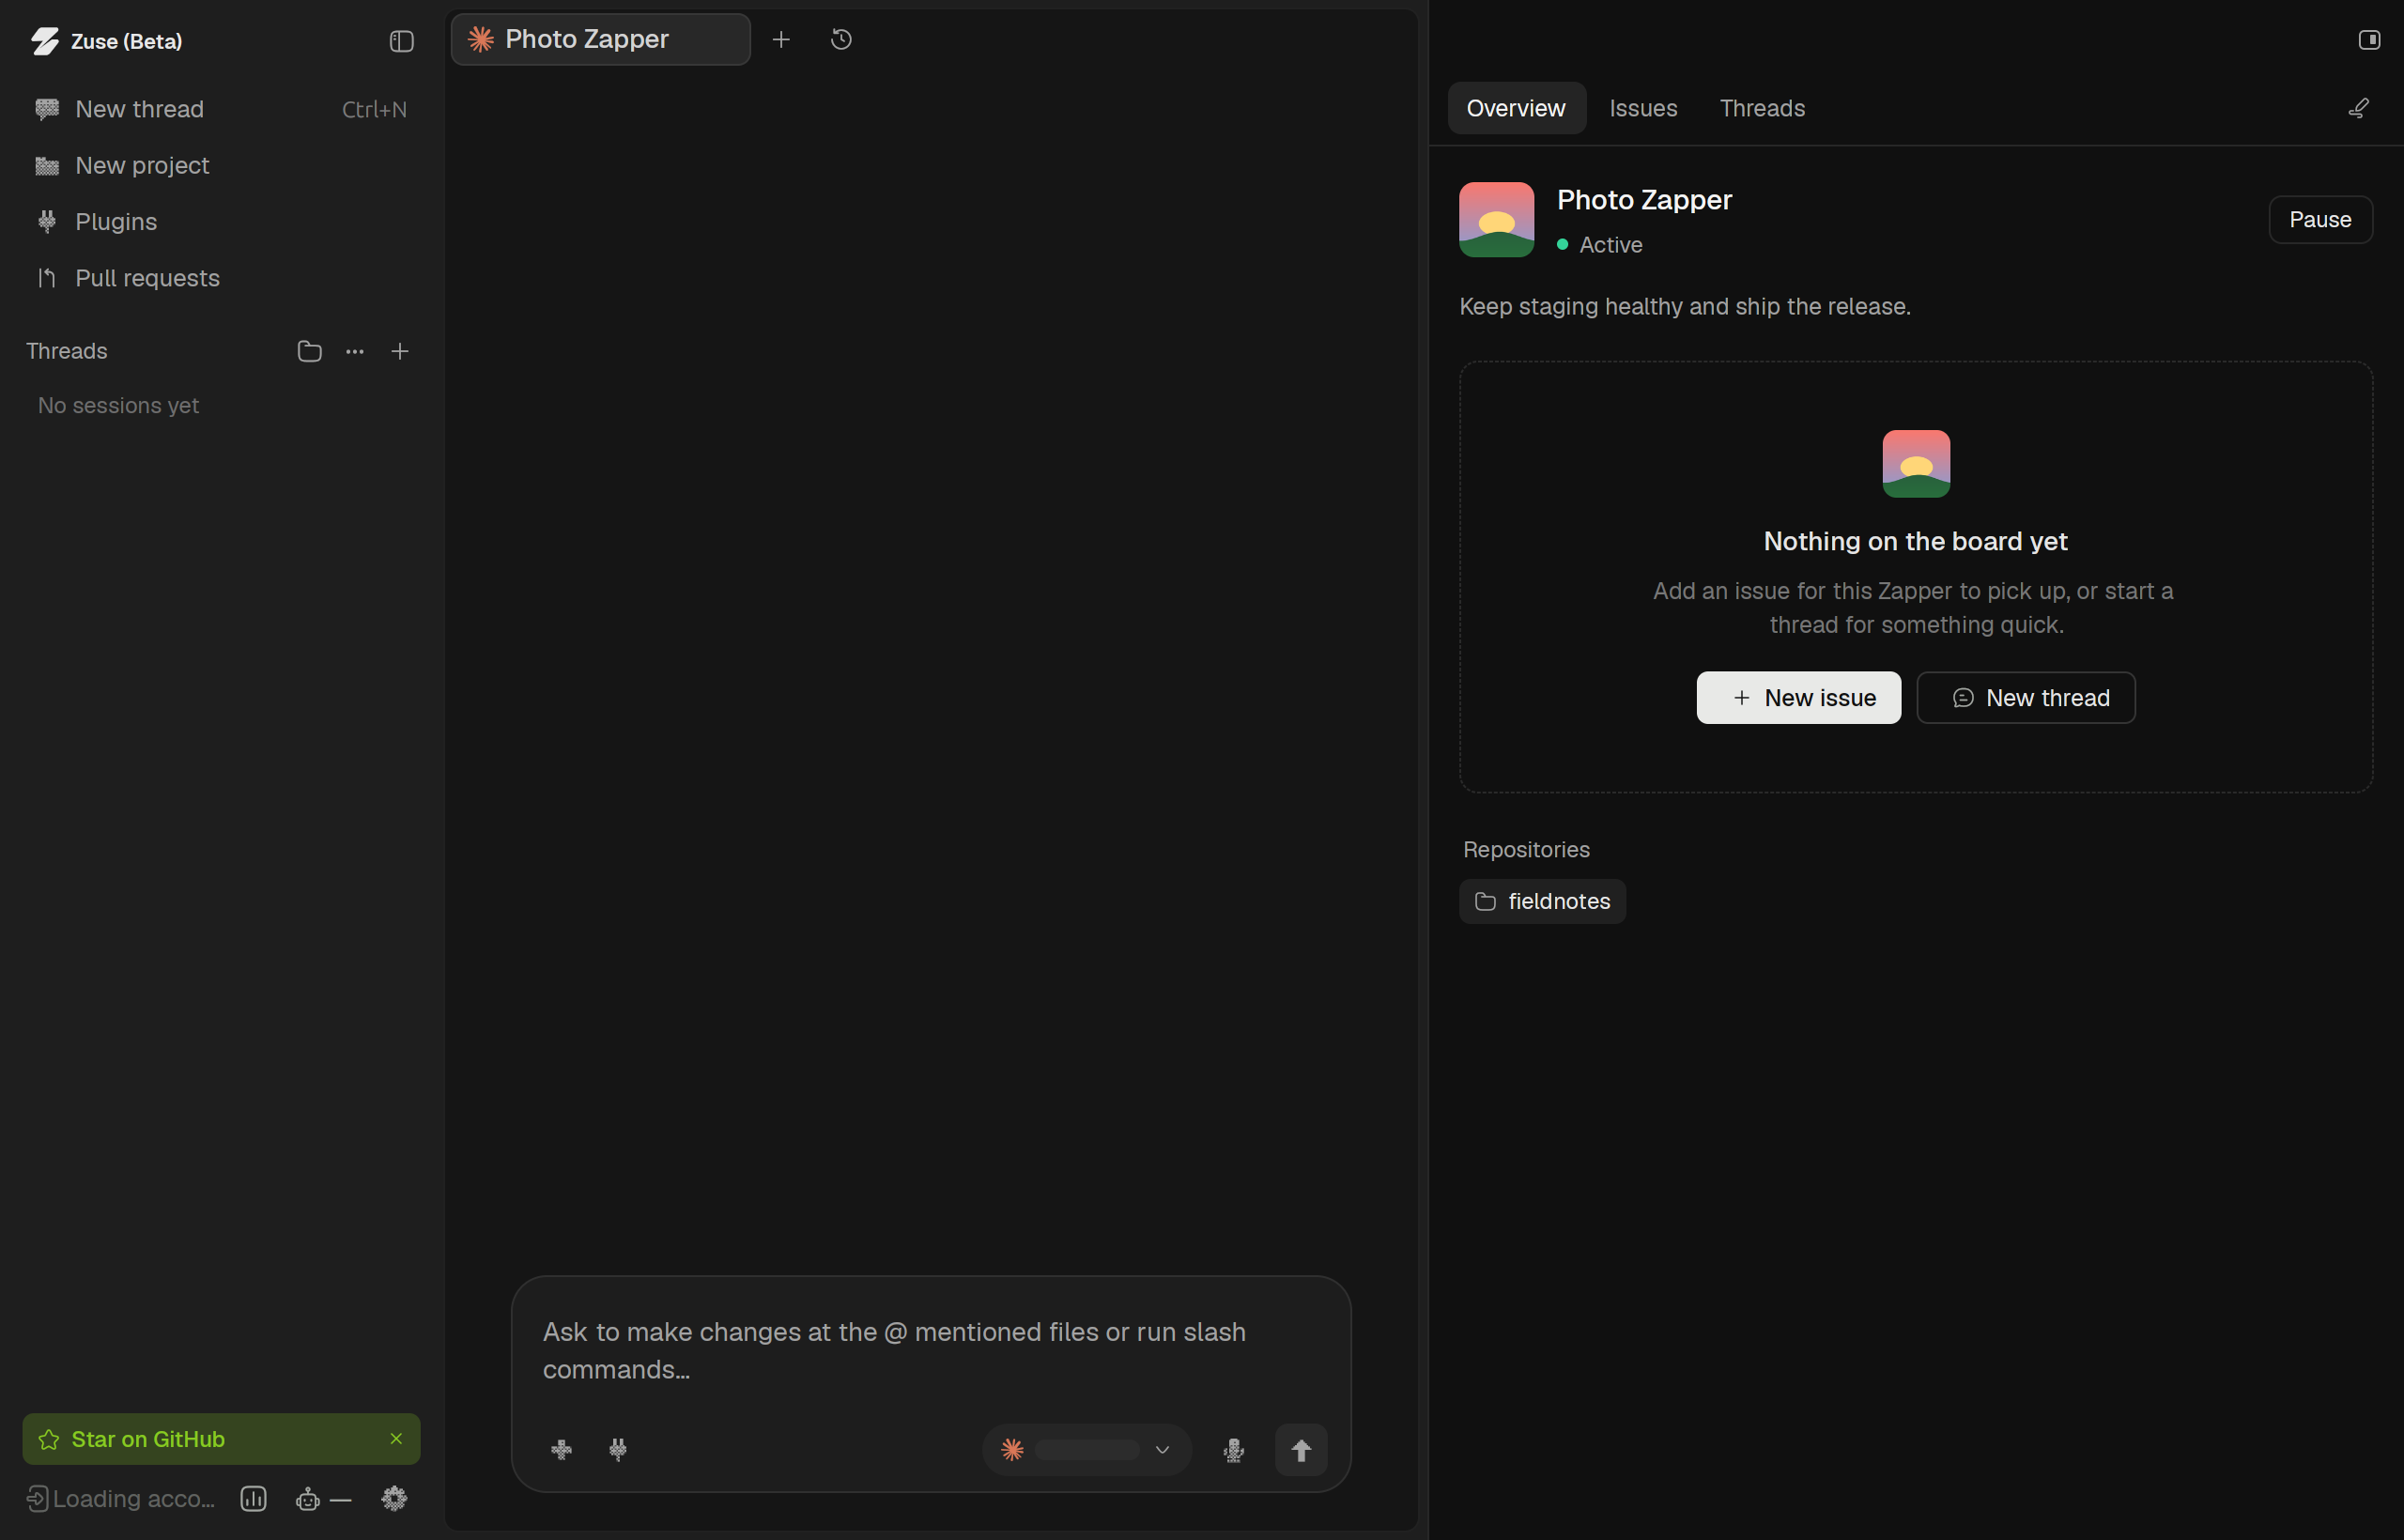 Zuse (Beta)
New thread Ctrl+N
New project
Plugins
Pull requests
Threads
No sessions yet
Star on GitHub
Loading acco…
Photo Zapper
Ask to make changes at the @ mentioned files or run slash
commands…
Overview Issues Threads
Photo Zapper
Active
Pause
Keep staging healthy and ship the release.
Nothing on the board yet
Add an issue for this Zapper to pick up, or start a
thread for something quick.
New issue New thread
Repositories
fieldnotes